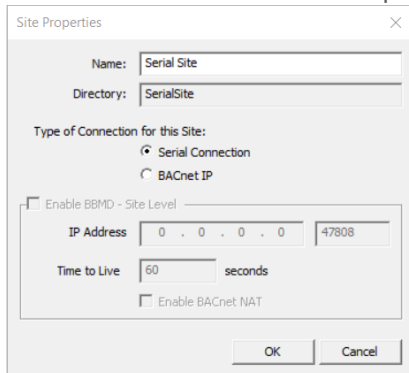 Site Properties
Name: Serial Site
Directory: SerialSite
Type of Connection for this Site:
Serial Connection
BACnet IP
Enable BBMD - Site Level
IP Address 0 . 0 . 0 . 0 47808
Time to Live 60 seconds
Enable BACnet NAT
OK Cancel